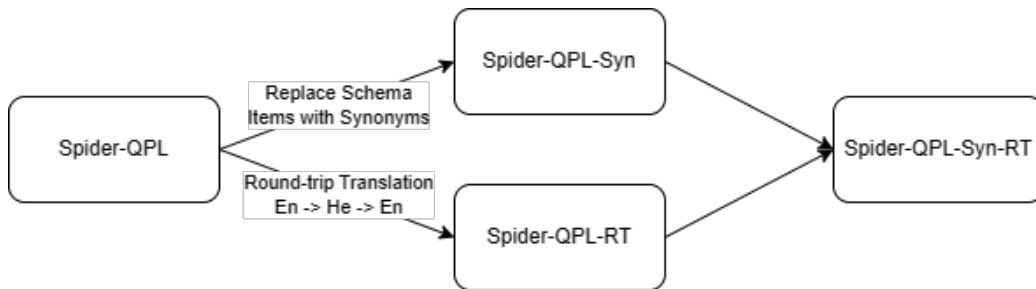 Spider-QPL
Replace Schema
Items with Synonyms
Round-trip Translation
En -> He -> En
Spider-QPL-Syn
Spider-QPL-RT
Spider-QPL-Syn-RT